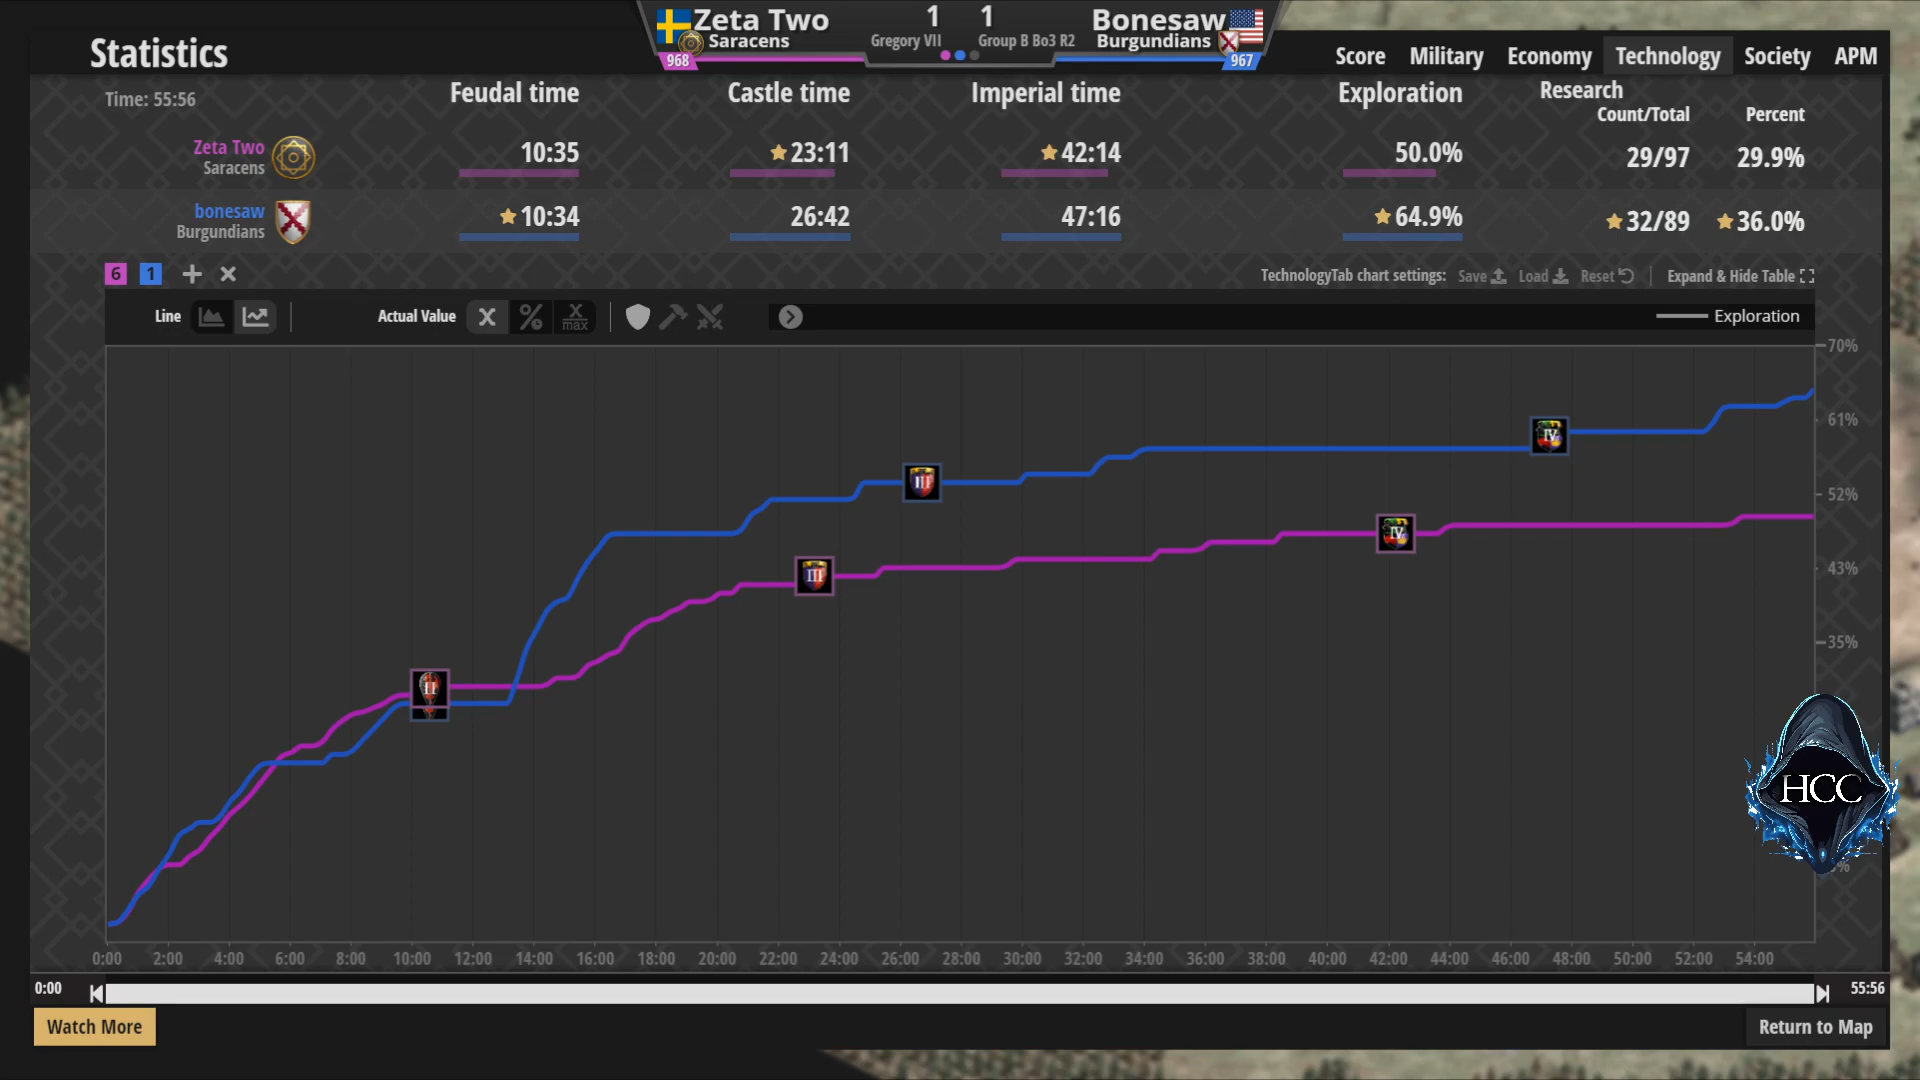 Zeta Two 1 1 Bonesaw
Saracens Gregory VII Group B Bo3 R2 Burgundians
968 967
Statistics
Score Military Economy Technology Society APM
Time: 55:56
Feudal time Castle time Imperial time Exploration Research
Count/Total Percent
Zeta Two 10:35 23:11 42:14 50.0% 29/97 29.9%
Saracens
bonesaw 10:34 26:42 47:16 64.9% 32/89 36.0%
Burgundians
6 1
TechnologyTab chart settings: Save Load Reset Expand & Hide Table
Line Actual Value X % X max Exploration
70%
61%
52%
43%
35%
II
III
III
IV
IV
HCC
0:00 2:00 4:00 6:00 8:00 10:00 12:00 14:00 16:00 18:00 20:00 22:00 24:00 26:00 28:00 30:00 32:00 34:00 36:00 38:00 40:00 42:00 44:00 46:00 48:00 50:00 52:00 54:00
0:00 55:56
Watch More Return to Map